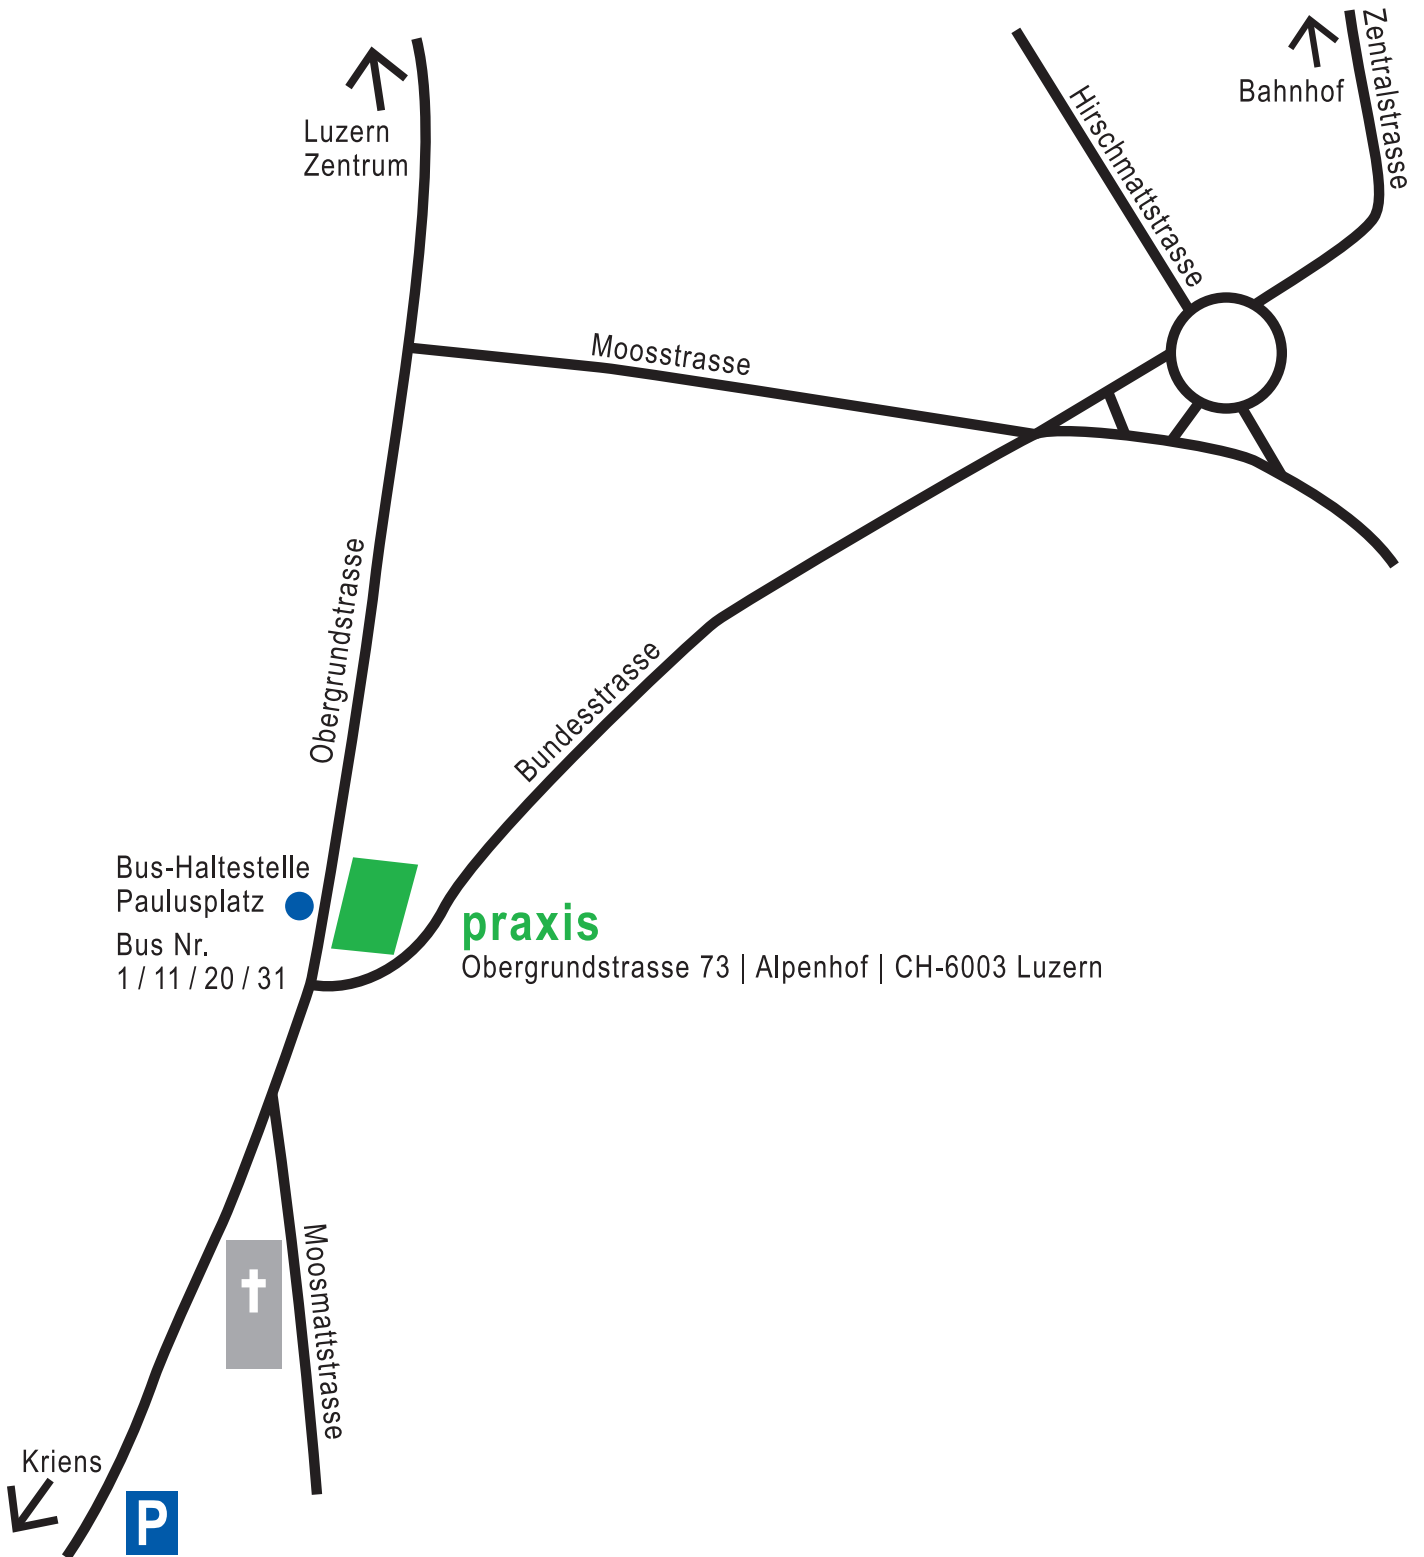 Zentralstrasse
Bahnhof
Hirschmattstrasse
Luzern
Zentrum
Moosstrasse
Obergrundstrasse
Bundesstrasse
Bus-Haltestelle
Paulusplatz
Bus Nr.
1 / 11 / 20 / 31
praxis
Obergrundstrasse 73 | Alpenhof | CH-6003 Luzern
Moosmattstrasse
Kriens
P